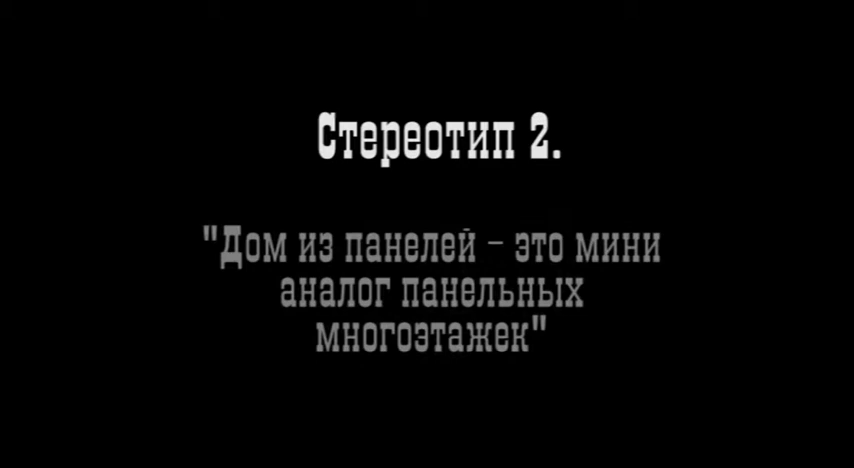 Стереотип 2.
"Дом из панелей - это мини
аналог панельных
многоэтажек"